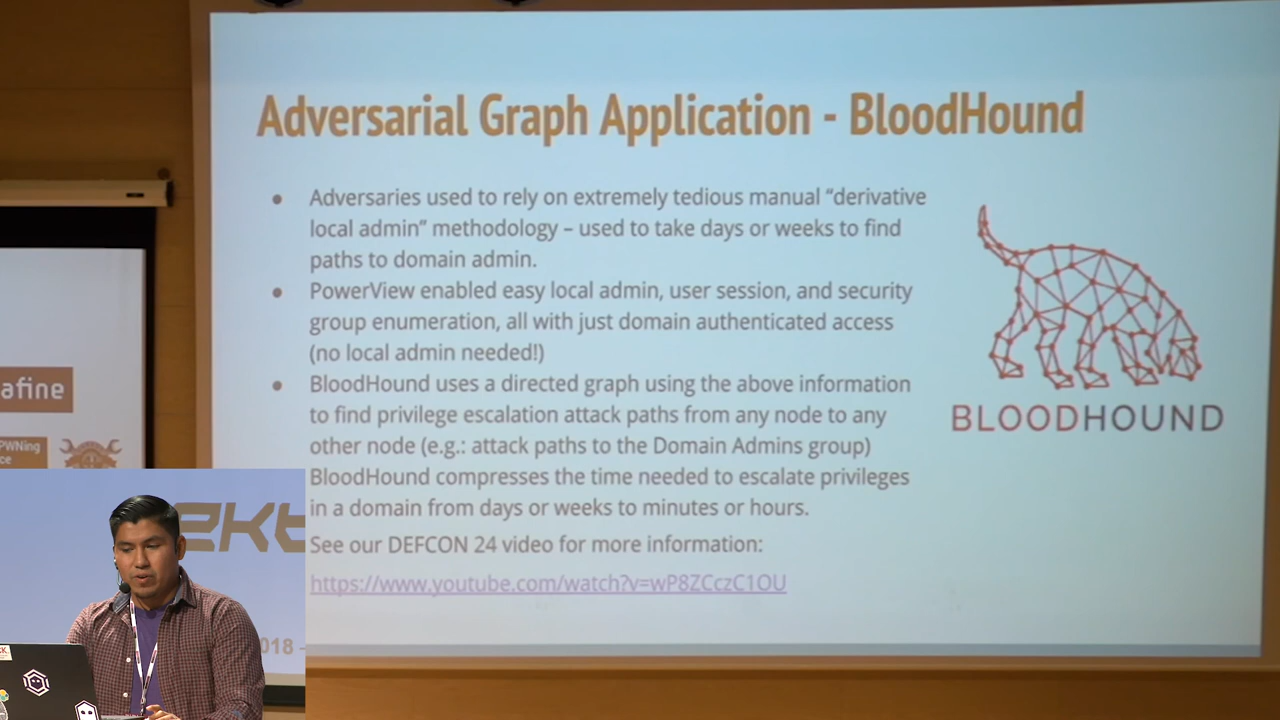 Adversarial Graph Application - BloodHound
● Adversaries used to rely on extremely tedious manual “derivative
local admin” methodology – used to take days or weeks to find
paths to domain admin.
● PowerView enabled easy local admin, user session, and security
group enumeration, all with just domain authenticated access
(no local admin needed!)
● BloodHound uses a directed graph using the above information
to find privilege escalation attack paths from any node to any
other node (e.g.: attack paths to the Domain Admins group)
BloodHound compresses the time needed to escalate privileges
in a domain from days or weeks to minutes or hours.
See our DEFCON 24 video for more information:
https://www.youtube.com/watch?v=wP8ZCczC1OU
BLOODHOUND
afine
PWNing
ce
018 -